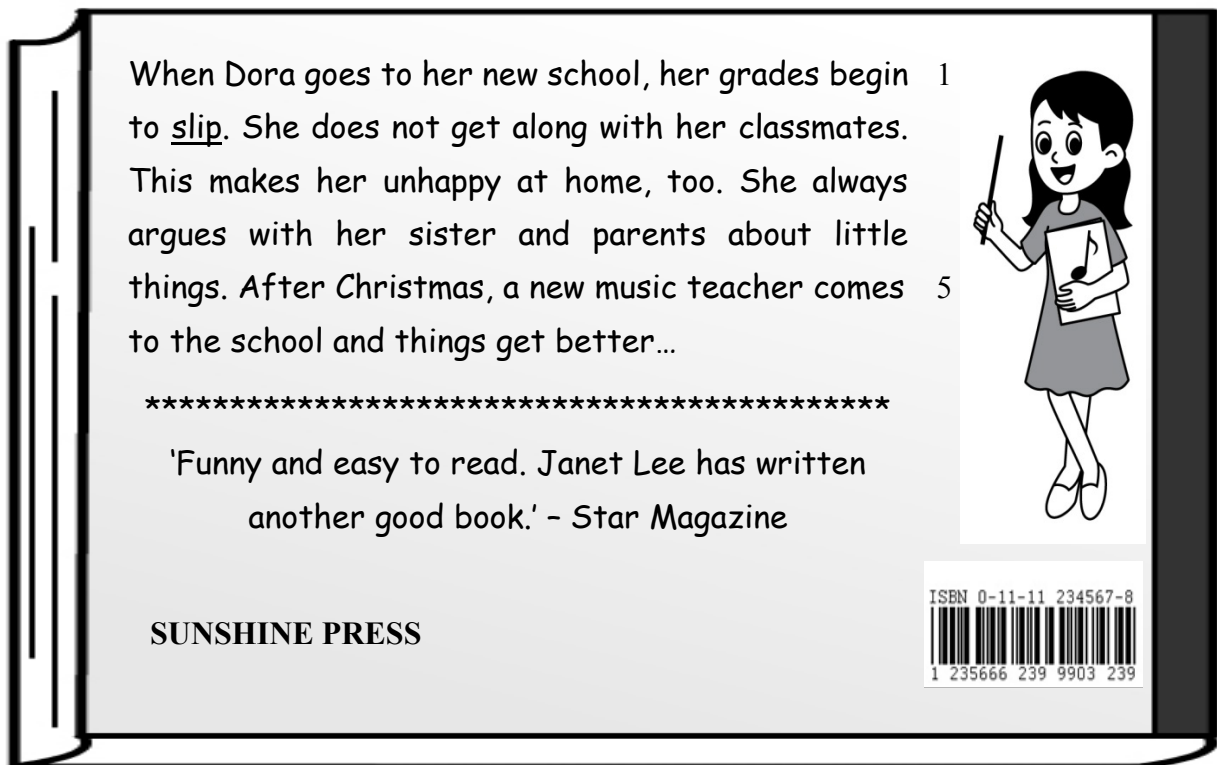 When Dora goes to her new school, her grades begin 1
to slip. She does not get along with her classmates.
This makes her unhappy at home, too. She always
argues with her sister and parents about little
things. After Christmas, a new music teacher comes 5
to the school and things get better…
********************************************
‘Funny and easy to read. Janet Lee has written
another good book.’ – Star Magazine
SUNSHINE PRESS
ISBN 0-11-11 234567-8
1 235666 239 9903 239